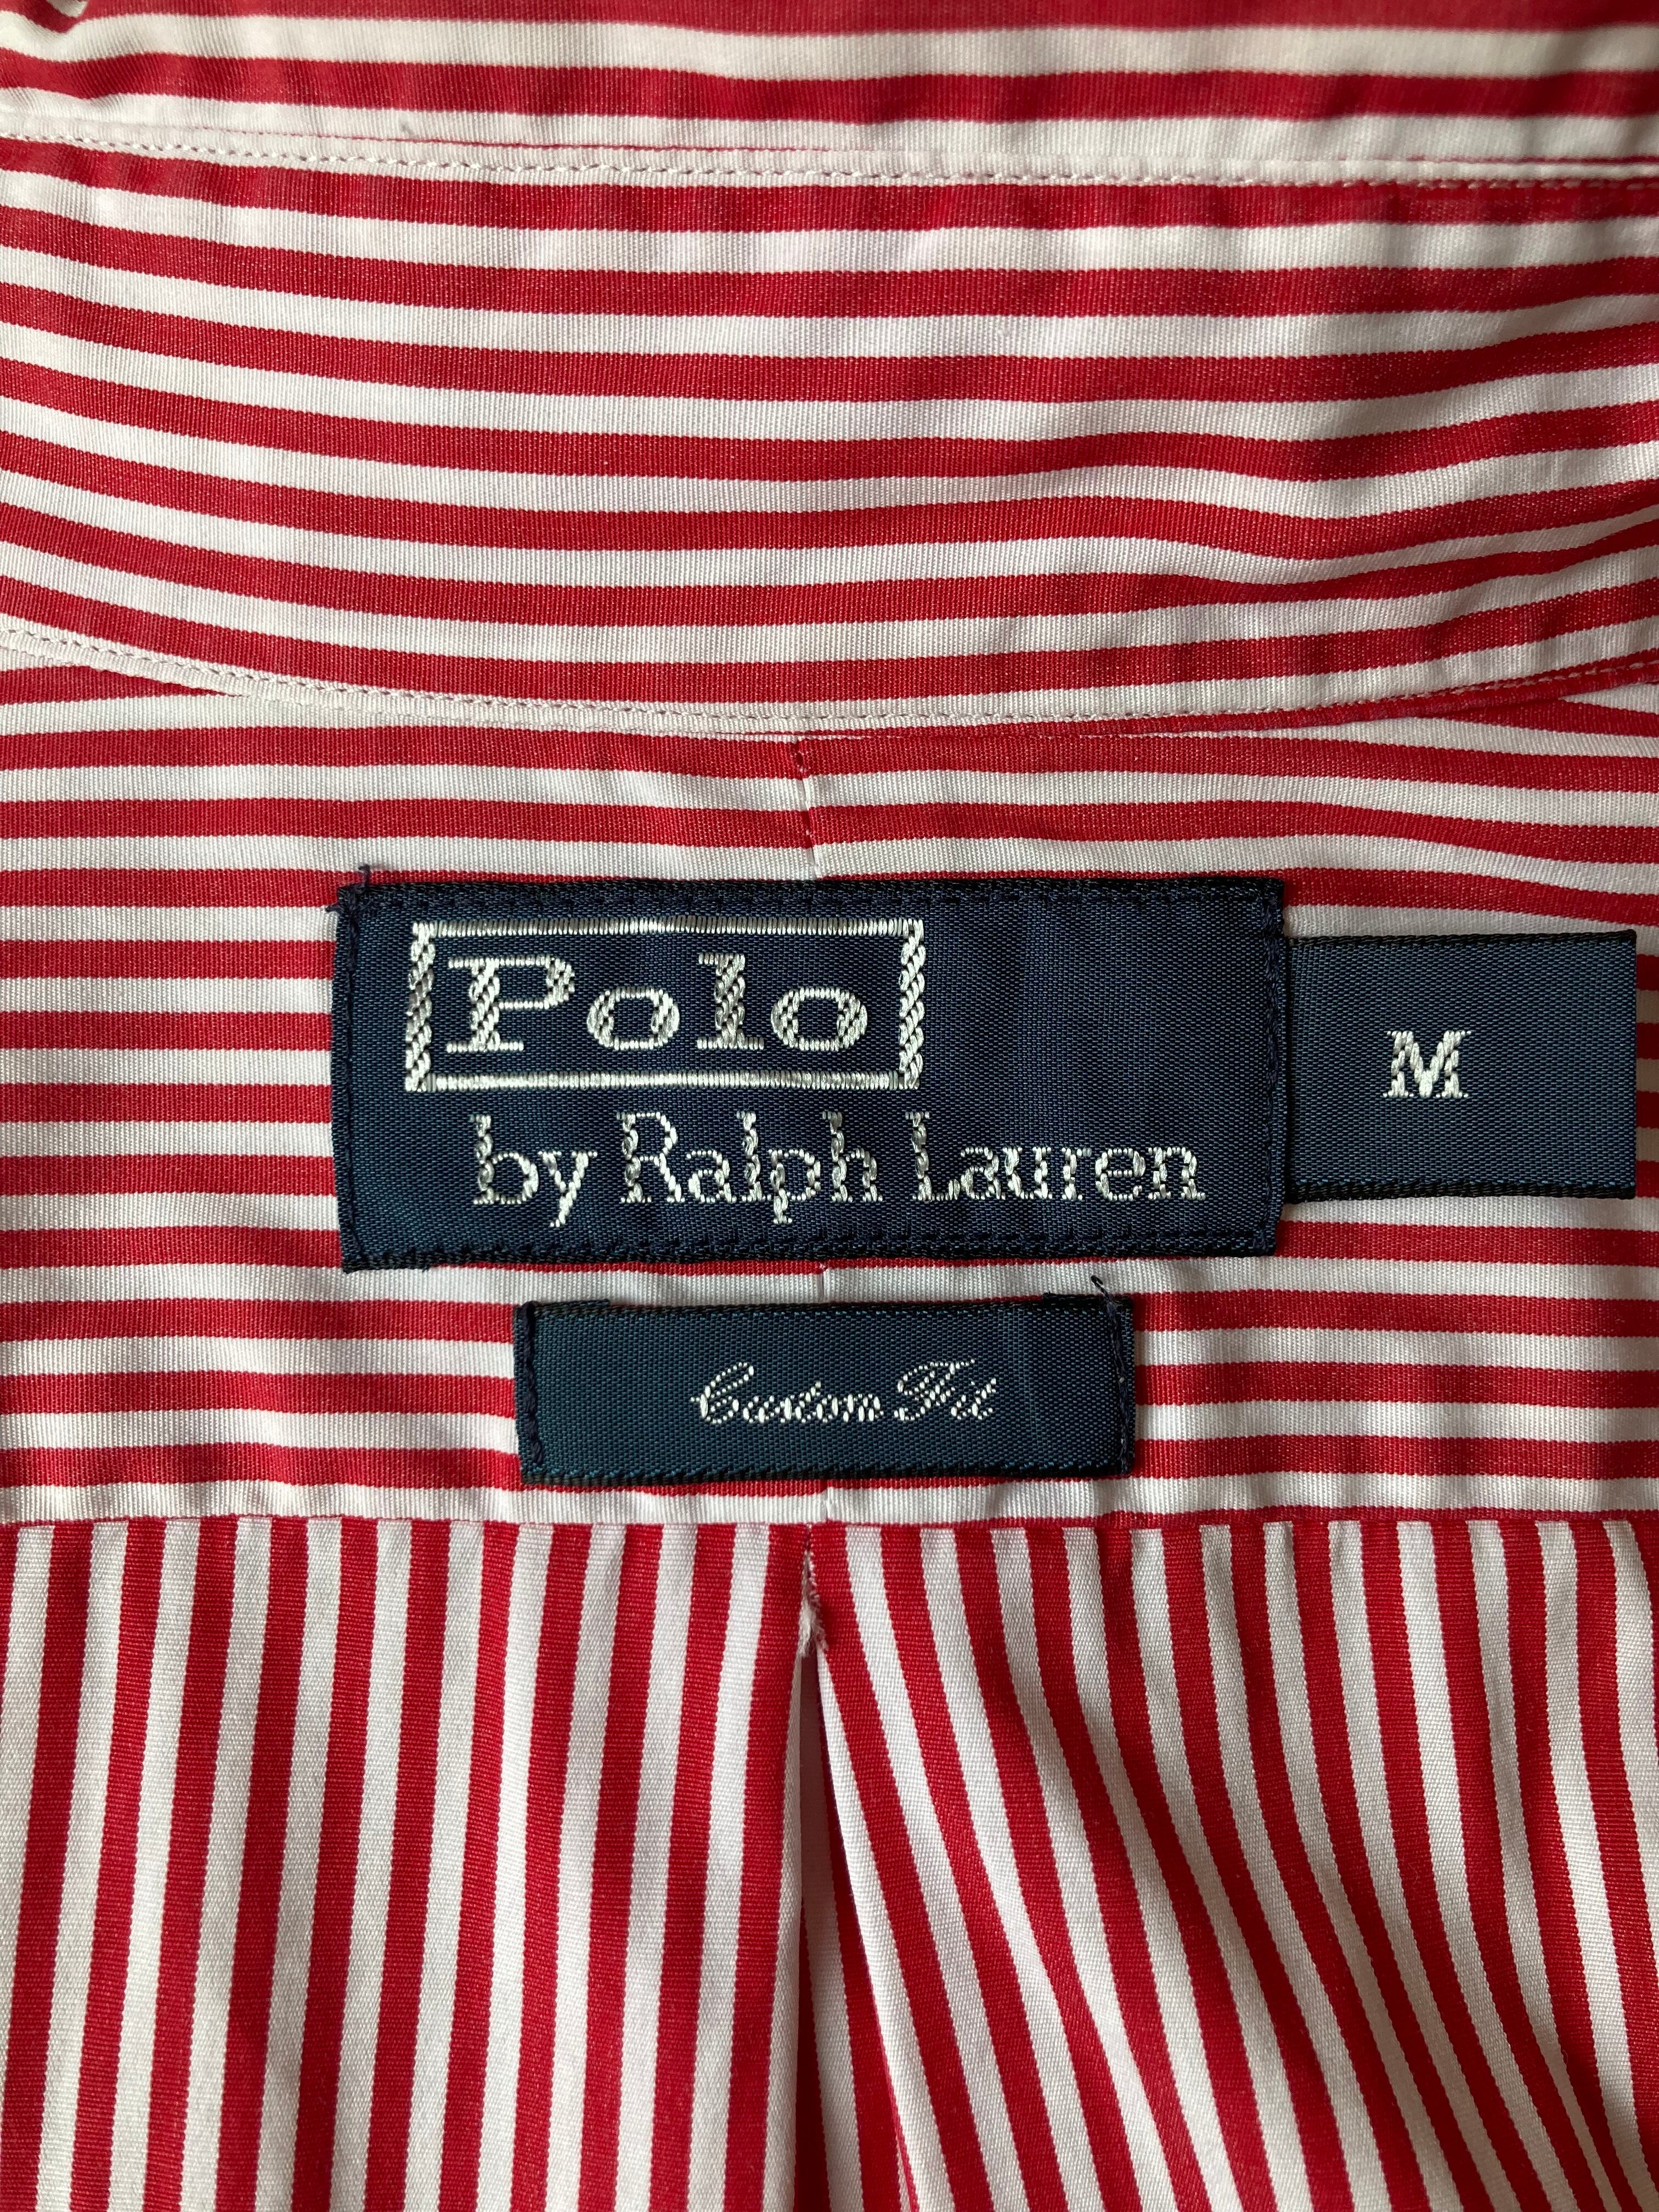 Polo
by Ralph Lauren
M
Custom Fit